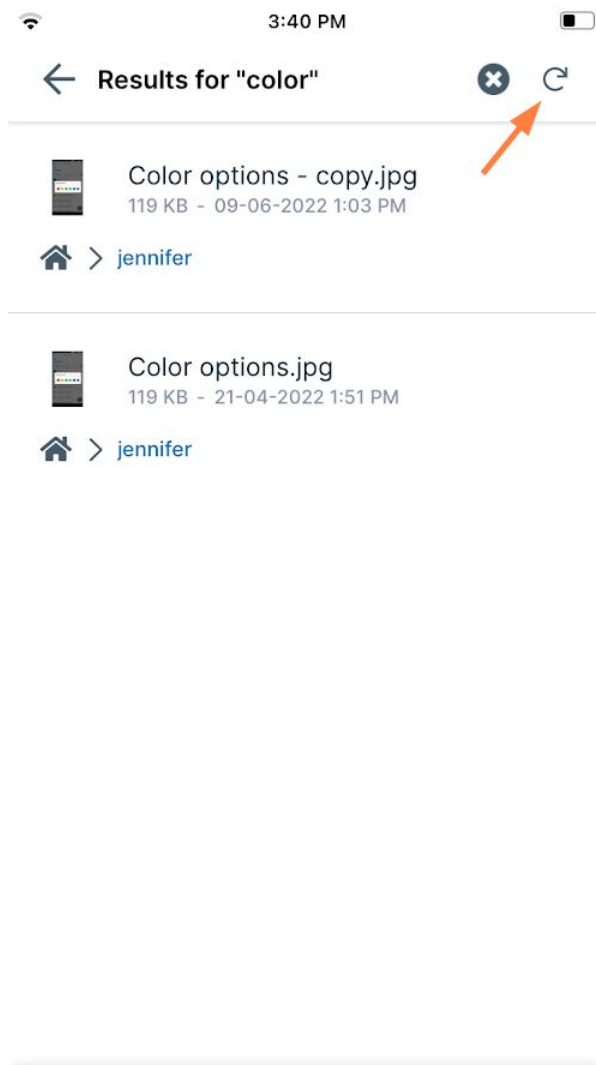 3:40 PM
Results for "color"
Color options - copy.jpg
119 KB - 09-06-2022 1:03 PM
jennifer
Color options.jpg
119 KB - 21-04-2022 1:51 PM
jennifer